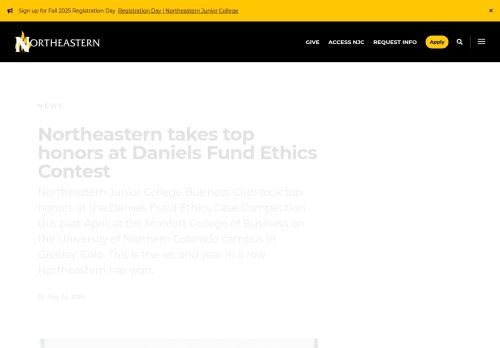 Sign up for Fall 2025 Registration Day Registration Day | Northeastern Junior College ×
NORTHEASTERN
GIVE ACCESS NJC REQUEST INFO Apply
NEWS
Northeastern takes top
honors at Daniels Fund Ethics
Contest
Northeastern Junior College Business Club took top
honors at the Daniels Fund Ethics Case Competition
this past April, at the Monfort College of Business on
the University of Northern Colorado campus in
Greeley, Colo. This is the second year in a row
Northeastern has won.